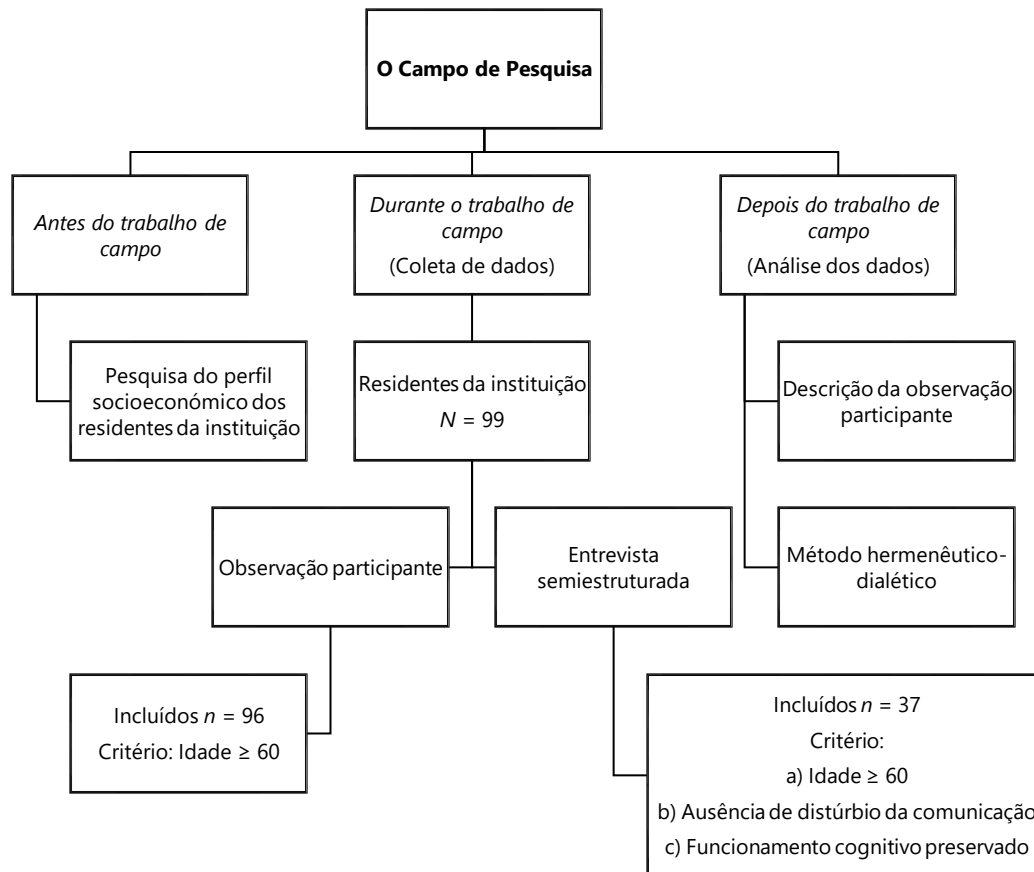 O Campo de Pesquisa
Antes do trabalho de
campo
Durante o trabalho de
campo
(Coleta de dados)
Depois do trabalho de
campo
(Análise dos dados)
Pesquisa do perfil
socioeconómico dos
residentes da instituição
Residentes da instituição
N = 99
Descrição da observação
participante
Observação participante
Entrevista
semiestruturada
Método hermenêutico-
dialético
Incluídos n = 96
Critério: Idade ≥ 60
Incluídos n = 37
Critério:
a) Idade ≥ 60
b) Ausência de distúrbio da comunicação
c) Funcionamento cognitivo preservado